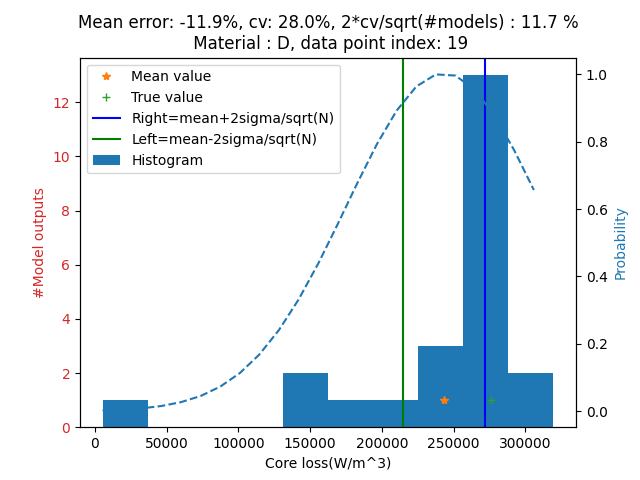 Mean error: -11.9%, cv: 28.0%, 2*cv/sqrt(#models) : 11.7 %
Material : D, data point index: 19
Mean value
True value
Right=mean+2sigma/sqrt(N)
Left=mean-2sigma/sqrt(N)
Histogram
#Model outputs
12
10
8
6
4
2
0
1.0
0.8
0.6
0.4
0.2
0.0
Probability
0 50000 100000 150000 200000 250000 300000
Core loss(W/m^3)